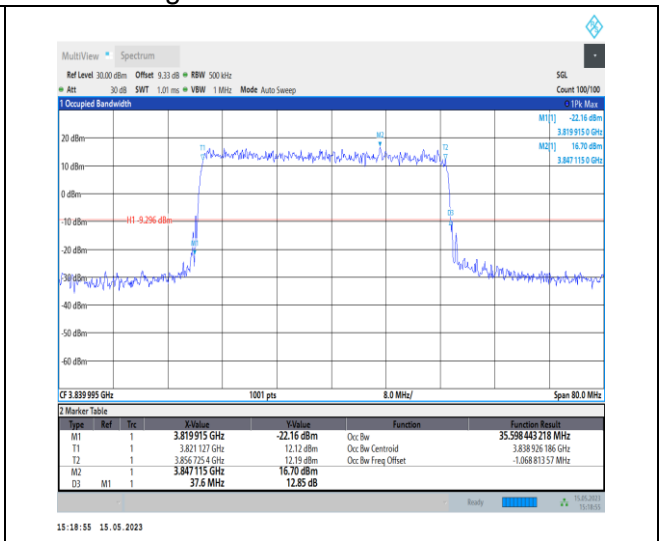 MultiView Spectrum
Ref Level 30.00 dBm Offset 9.33 dB RBW 500 kHz SGL
Att 30 dB SWT 1.01 ms VBW 1 MHz Mode Auto Sweep Count 100/100
1 Occupied Bandwidth 1Pk Max
M1[1] -22.16 dBm
3.819 915 0 GHz
M2[1] 16.70 dBm
3.847 115 0 GHz
20 dBm
M2
T1
T2
10 dBm
0 dBm
D3
-10 dBm
H1 -9.296 dBm
M1
-20 dBm
-30 dBm
-40 dBm
-50 dBm
-60 dBm
CF 3.839 995 GHz 1001 pts 8.0 MHz/ Span 80.0 MHz
2 Marker Table
Type Ref Trc X-Value Y-Value Function Function Result
M1 1 3.819 915 GHz -22.16 dBm Occ Bw 35.598 443 218 MHz
T1 1 3.821 127 GHz 12.12 dBm Occ Bw Centroid 3.838 926 186 GHz
T2 1 3.856 725 4 GHz 12.19 dBm Occ Bw Freq Offset -1.068 813 57 MHz
M2 1 3.847 115 GHz 16.70 dBm
D3 M1 1 37.6 MHz 12.85 dB
Ready 15.05.2023
15:18:55
15:18:55 15.05.2023